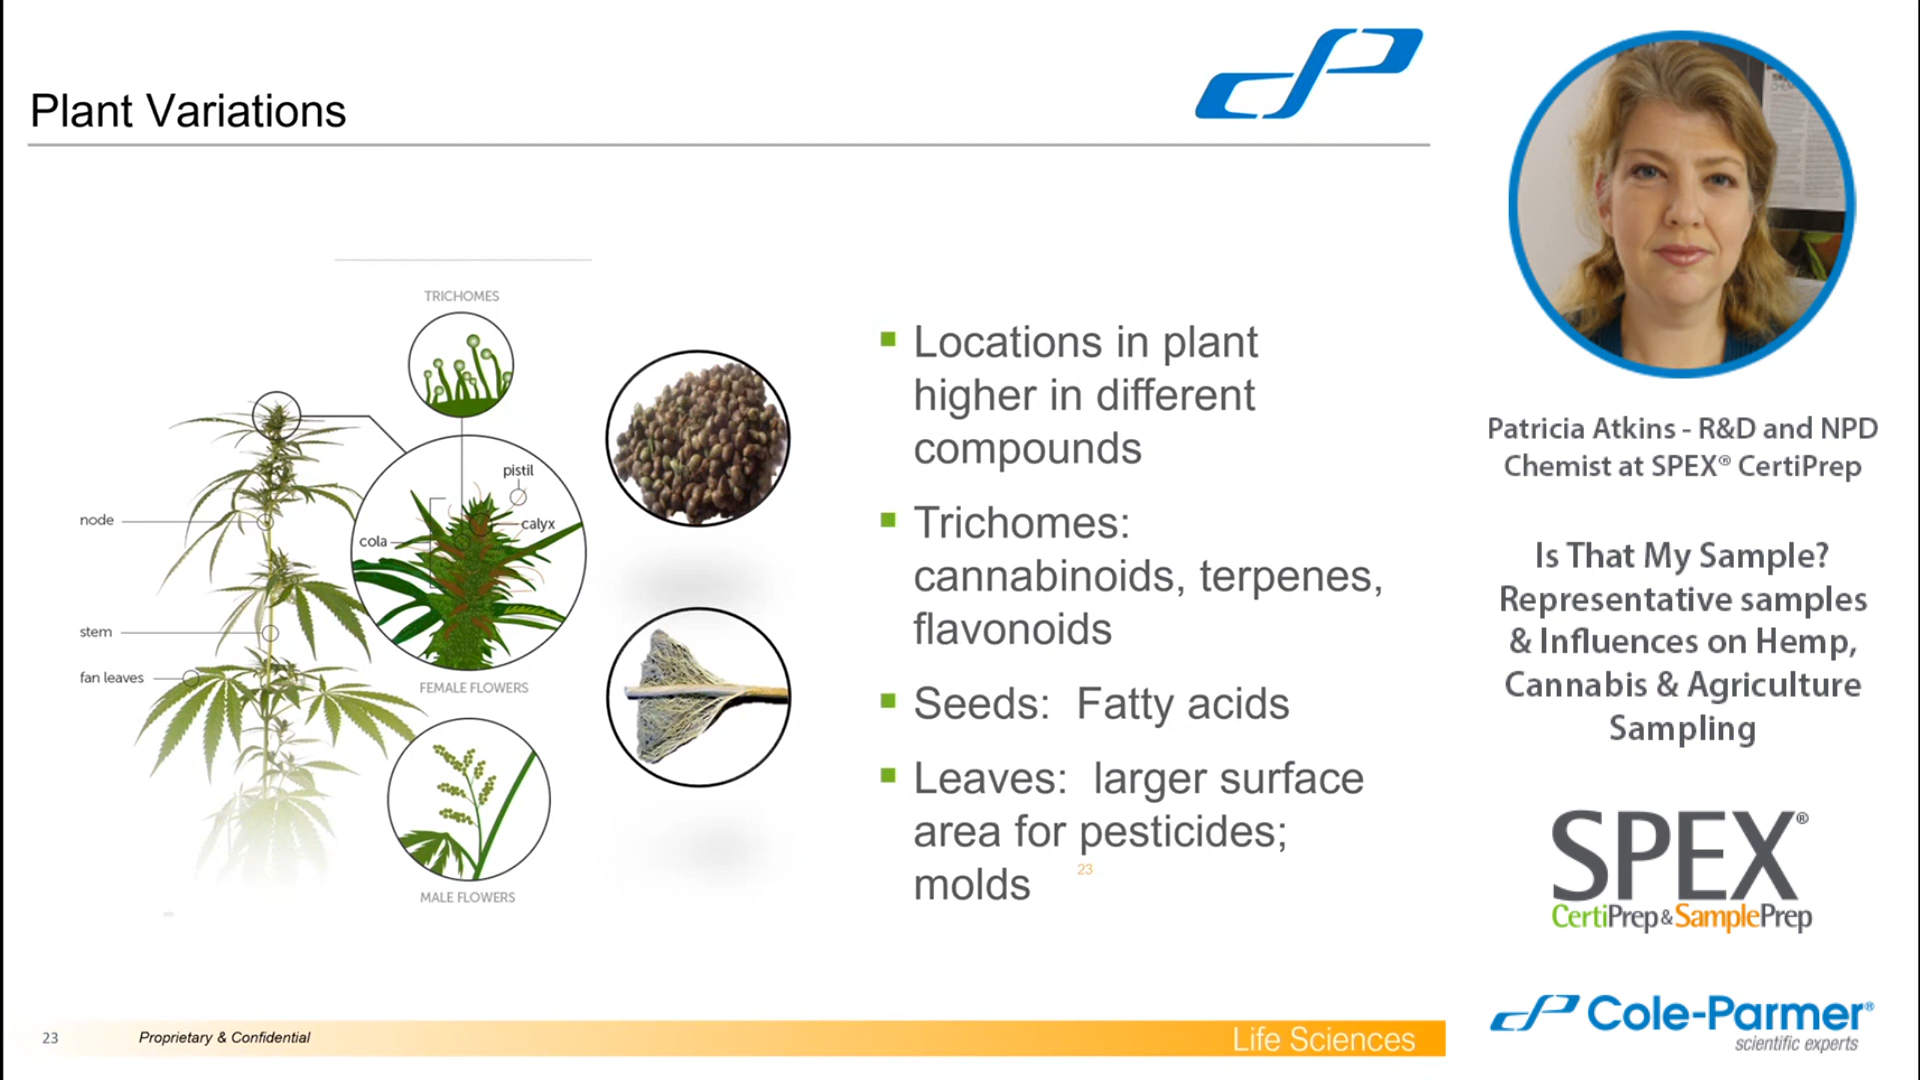 Plant Variations
TRICHOMES
pistil
calyx
cola
node
stem
fan leaves
FEMALE FLOWERS
MALE FLOWERS
Locations in plant
higher in different
compounds
Trichomes:
cannabinoids, terpenes,
flavonoids
Seeds: Fatty acids
Leaves: larger surface
area for pesticides;
molds
23
23
Proprietary & Confidential
Life Sciences
Patricia Atkins - R&D and NPD
Chemist at SPEX® CertiPrep
Is That My Sample?
Representative samples
& Influences on Hemp,
Cannabis & Agriculture
Sampling
SPEX®
CertiPrep & SamplePrep
Cole-Parmer®
scientific experts